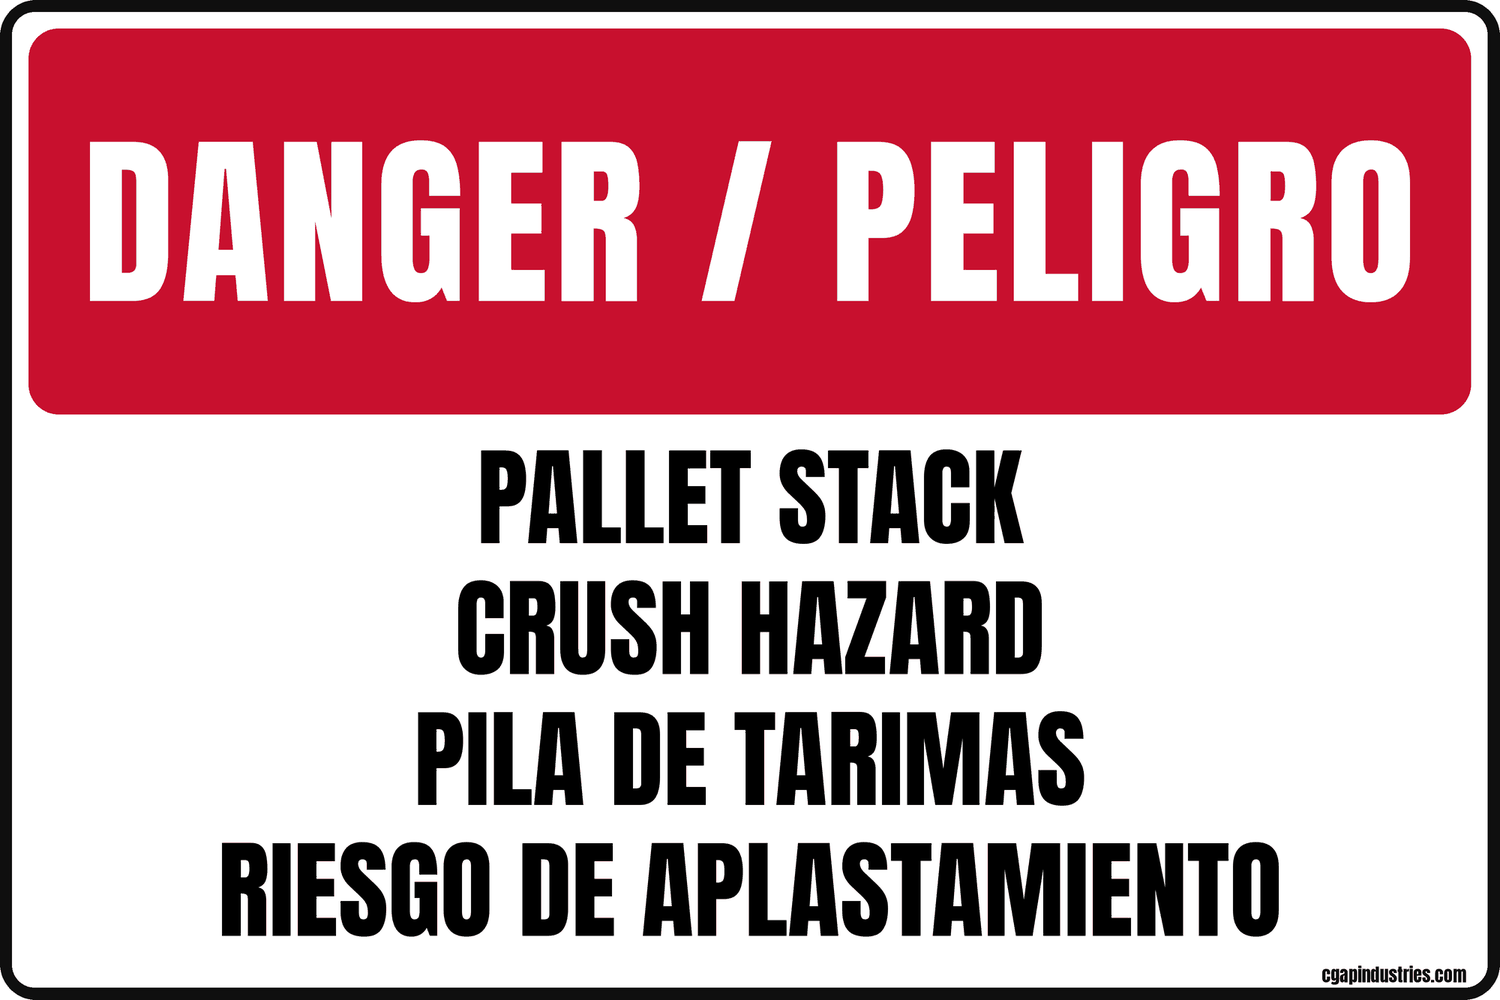 DANGER / PELIGRO
PALLET STACK
CRUSH HAZARD
PILA DE TARIMAS
RIESGO DE APLASTAMIENTO
cgapindustries.com